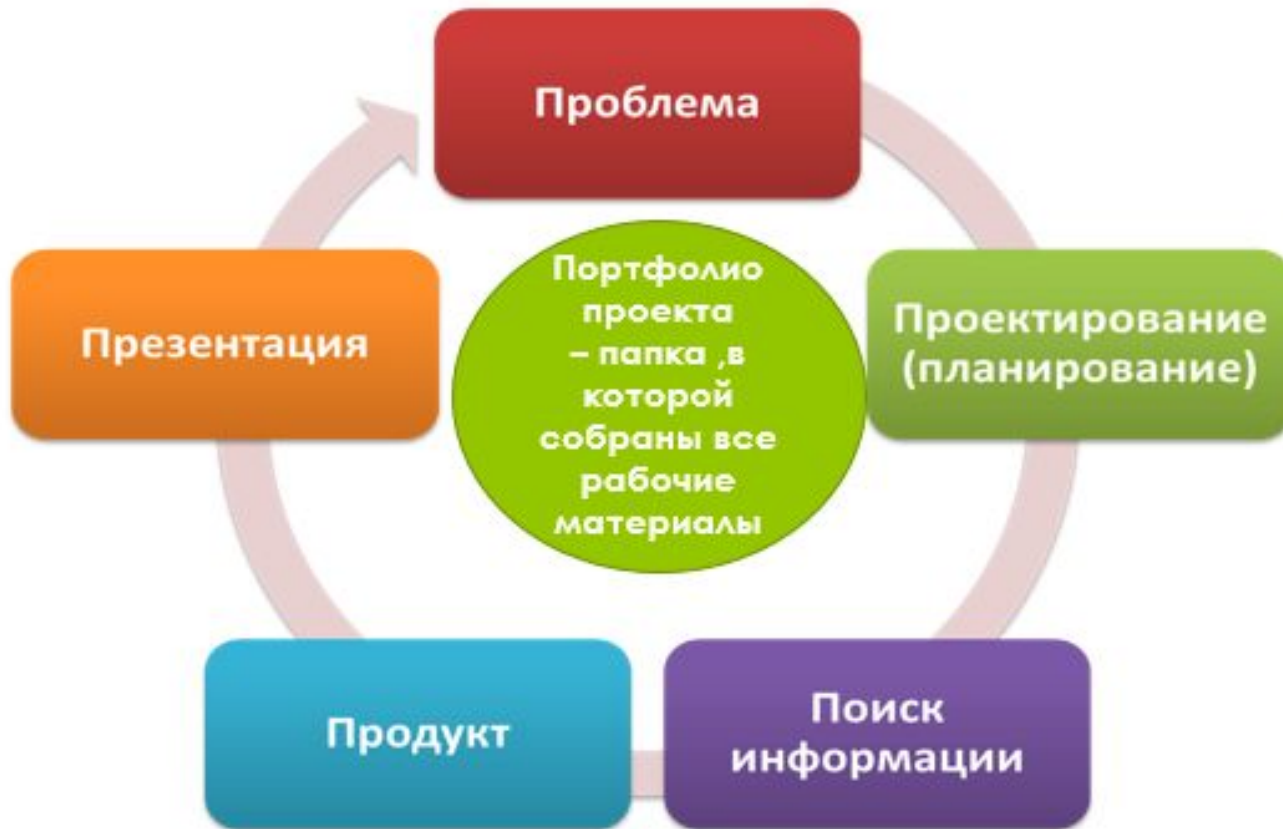 Проблема
Проектирование
(планирование)
Поиск
информации
Продукт
Презентация
Портфолио
проекта
– папка ,в
которой
собраны все
рабочие
материалы